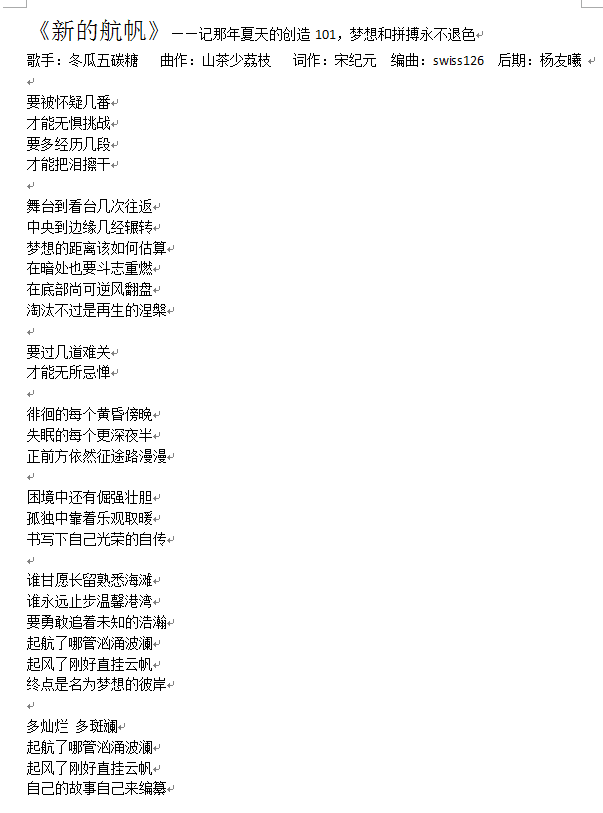 《新的航帆》——记那年夏天的创造 101，梦想和拼搏永不退色
歌手：冬瓜五碳糖 曲作：山茶少荔枝 词作：宋纪元 编曲：swiss126 后期：杨友曦
要被怀疑几番
才能无惧挑战
要多经历几段
才能把泪擦干
舞台到看台几次往返
中央到边缘几经辗转
梦想的距离该如何估算
在暗处也要斗志重燃
在底部尚可逆风翻盘
淘汰不过是再生的涅槃
要过几道难关
才能无所忌惮
徘徊的每个黄昏傍晚
失眠的每个更深夜半
正前方依然征途路漫漫
困境中还有倔强壮胆
孤独中靠着乐观取暖
书写下自己光荣的自传
谁甘愿长留熟悉海滩
谁永远止步温馨港湾
要勇敢追着未知的浩瀚
起航了哪管汹涌波澜
起风了刚好直挂云帆
终点是名为梦想的彼岸
多灿烂 多斑斓
起航了哪管汹涌波澜
起风了刚好直挂云帆
自己的故事自己来编纂